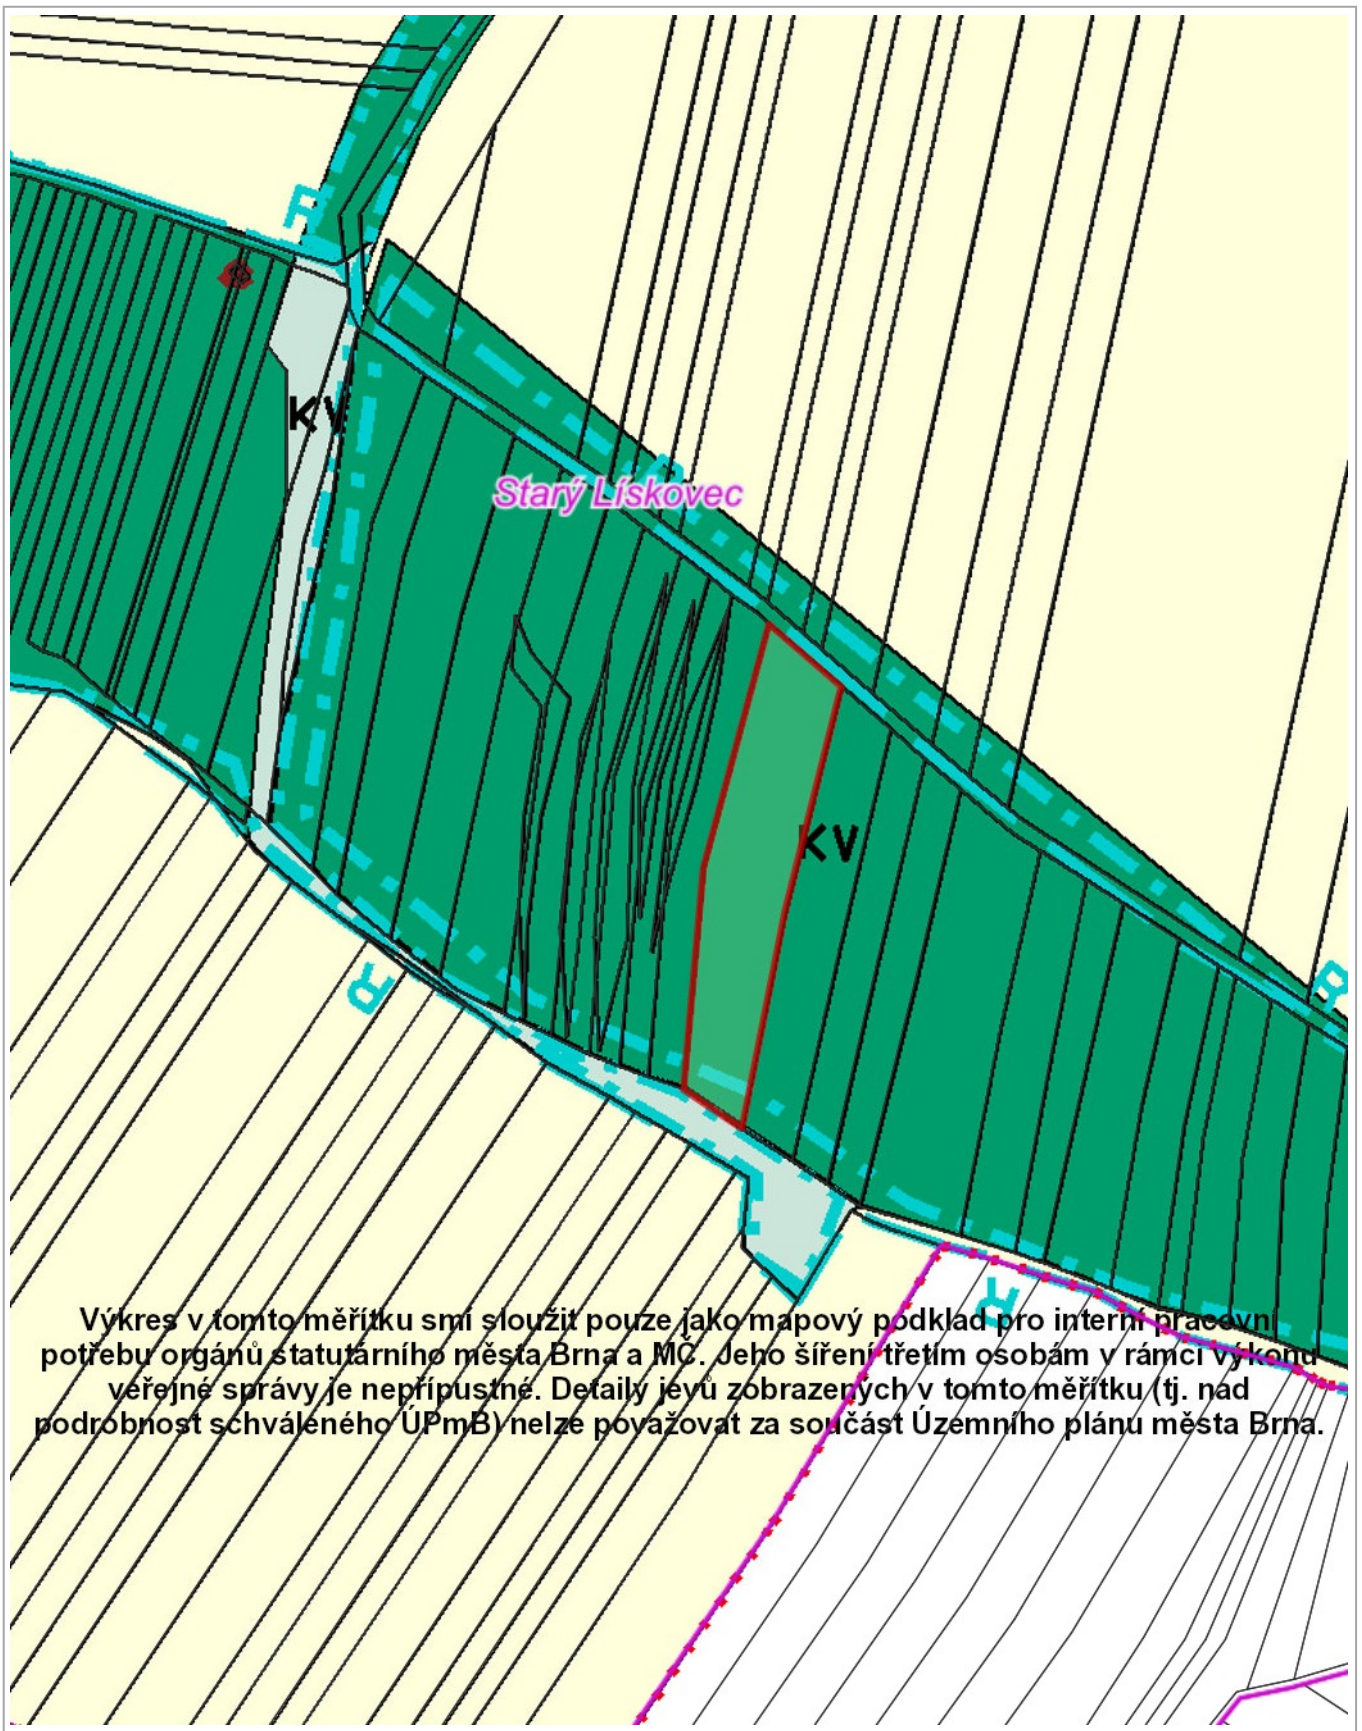 R
KV
Starý Lískovec
R
KV
R
R
R
Výkres v tomto měřítku smí sloužit pouze jako mapový podklad pro interní pracovní
potřebu orgánů statutárního města Brna a MČ. Jeho šíření třetím osobám v rámci výkonu
veřejné správy je nepřípustné. Detaily jevů zobrazených v tomto měřítku (tj. nad
podrobnost schváleného ÚPmB) nelze považovat za součást Územního plánu města Brna.